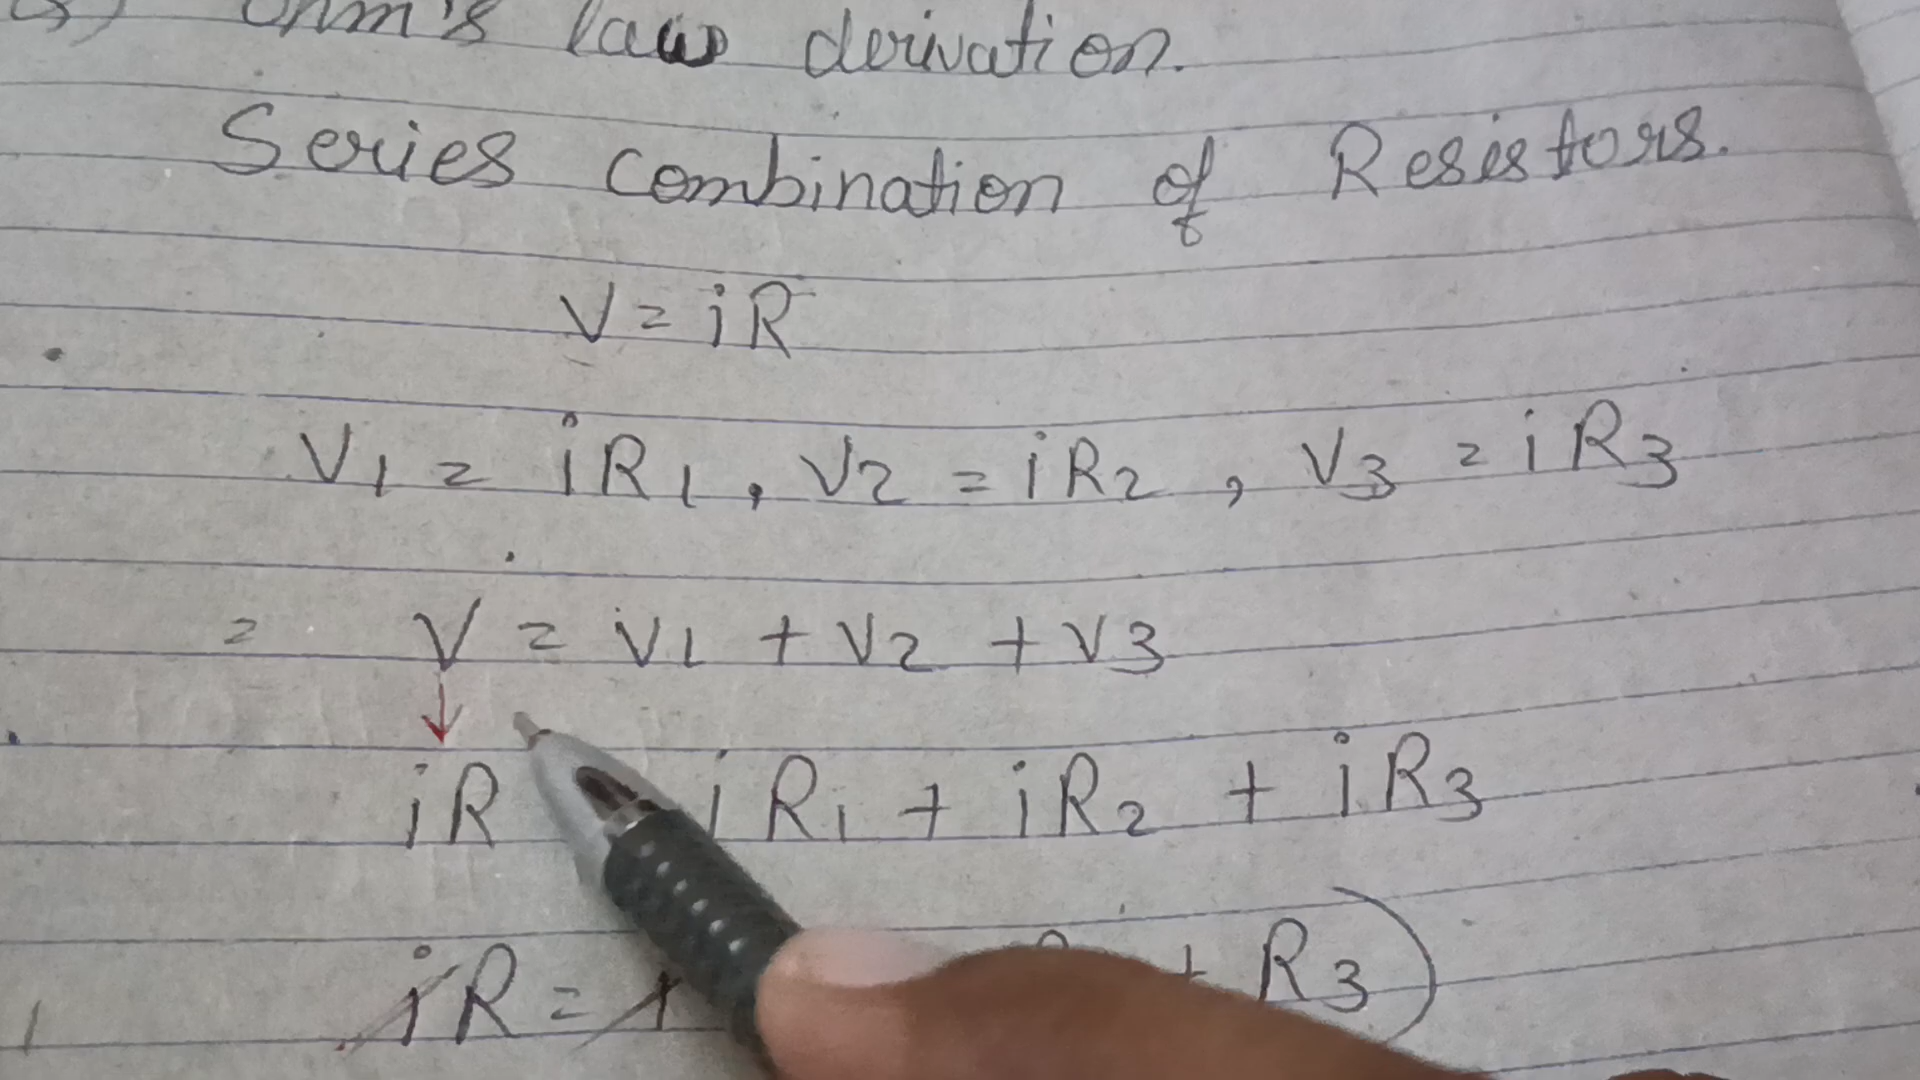 Ohm's law derivation.
Series combination of Resistors.
V = iR
V1 = iR1, V2 = iR2, V3 = iR3
= V = V1 + V2 + V3
iR iR1 + iR2 + iR3
iR = i + R3)